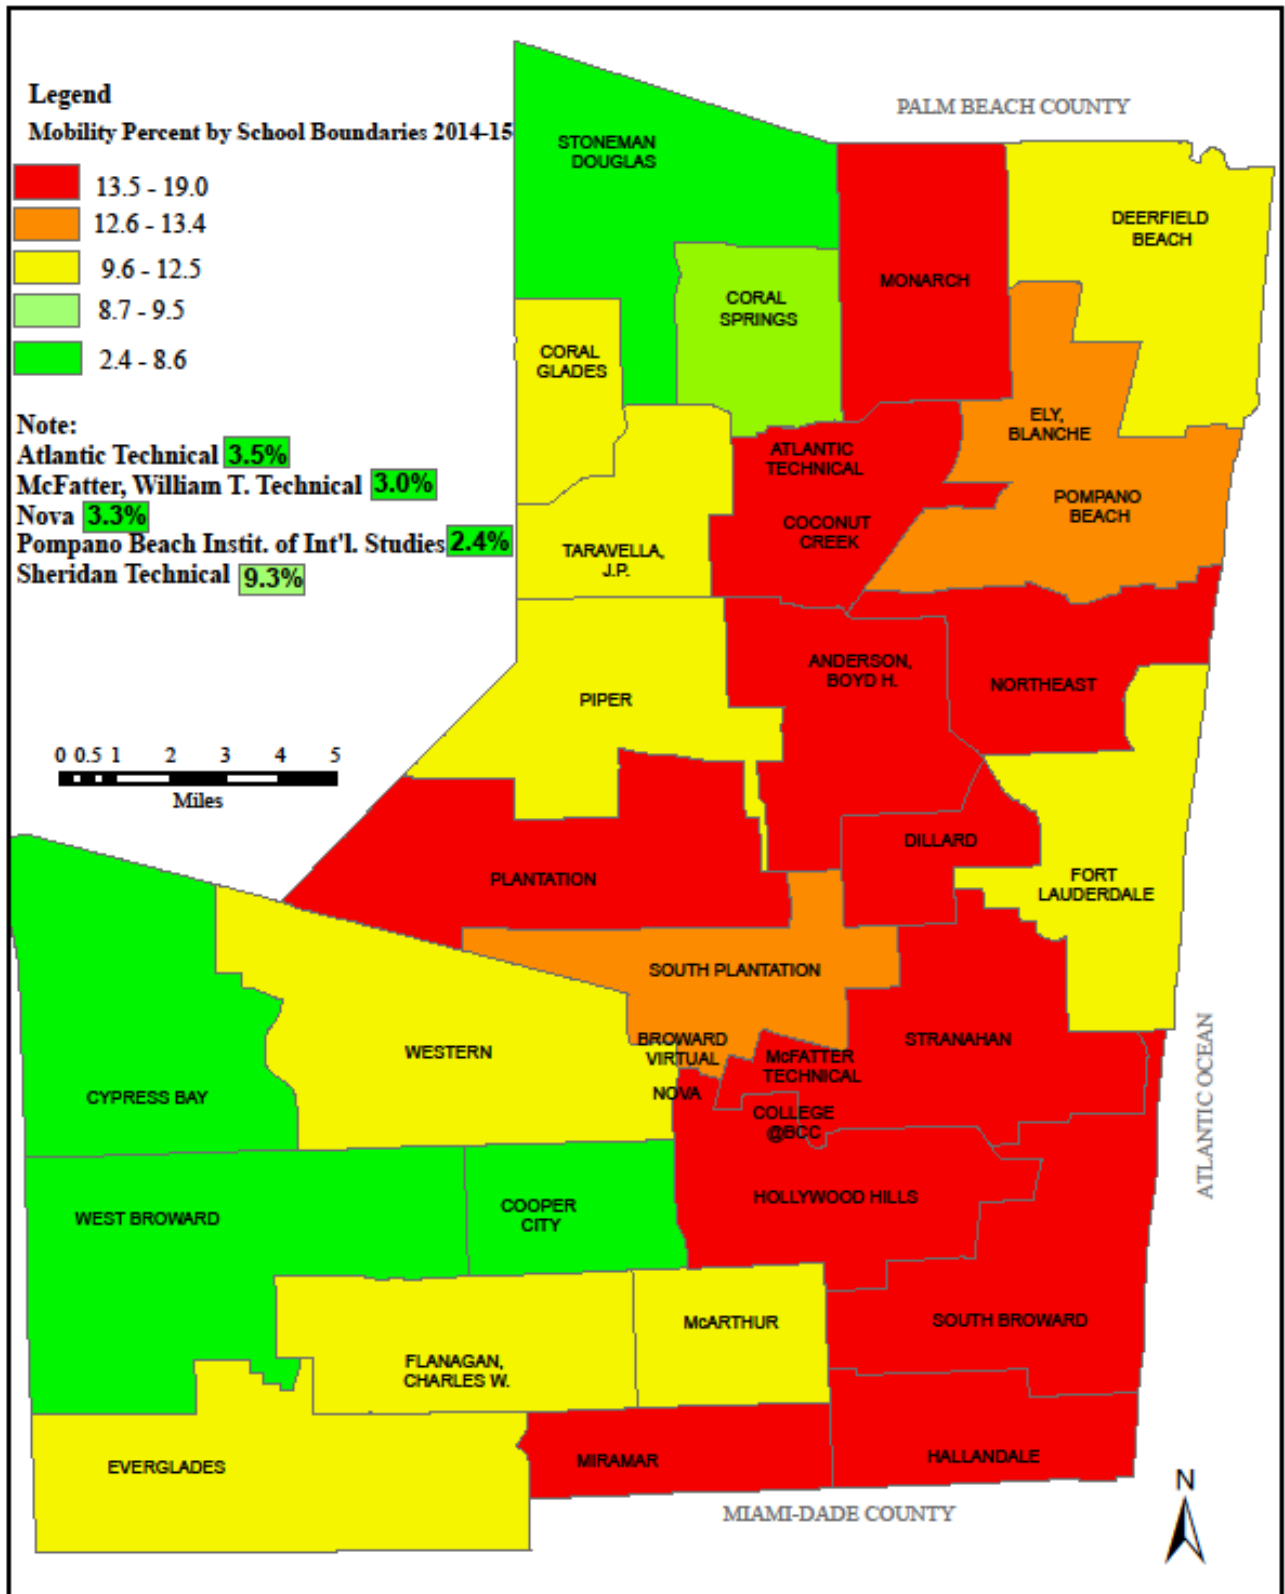 Legend
Mobility Percent by School Boundaries 2014-15
13.5 - 19.0
12.6 - 13.4
9.6 - 12.5
8.7 - 9.5
2.4 - 8.6
Note:
Atlantic Technical 3.5%
McFatter, William T. Technical 3.0%
Nova 3.3%
Pompano Beach Instit. of Int'l. Studies 2.4%
Sheridan Technical 9.3%
0 0.5 1 2 3 4 5
Miles
PALM BEACH COUNTY
STONEMAN
DOUGLAS
DEERFIELD
BEACH
MONARCH
CORAL
SPRINGS
CORAL
GLADES
ELY,
BLANCHE
ATLANTIC
TECHNICAL
POMPANO
BEACH
COCONUT
CREEK
TARAVELLA,
J.P.
ANDERSON,
BOYD H.
NORTHEAST
PIPER
DILLARD
PLANTATION
FORT
LAUDERDALE
SOUTH PLANTATION
BROWARD
VIRTUAL
STRANAHAN
WESTERN
McFATTER
TECHNICAL
NOVA
CYPRESS BAY
COLLEGE
@BCC
ATLANTIC OCEAN
HOLLYWOOD HILLS
WEST BROWARD
COOPER
CITY
McARTHUR
SOUTH BROWARD
FLANAGAN,
CHARLES W.
EVERGLADES
MIRAMAR
HALLANDALE
N
MIAMI-DADE COUNTY